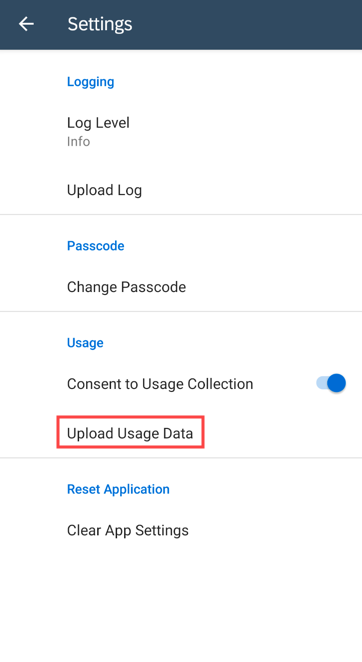 Settings
Logging
Log Level
Info
Upload Log
Passcode
Change Passcode
Usage
Consent to Usage Collection
Upload Usage Data
Reset Application
Clear App Settings